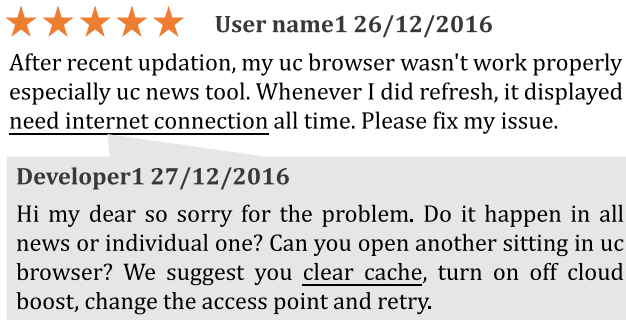 User name1 26/12/2016
After recent updation, my uc browser wasn't work properly
especially uc news tool. Whenever I did refresh, it displayed
need internet connection all time. Please fix my issue.
Developer1 27/12/2016
Hi my dear so sorry for the problem. Do it happen in all
news or individual one? Can you open another sitting in uc
browser? We suggest you clear cache, turn on off cloud
boost, change the access point and retry.